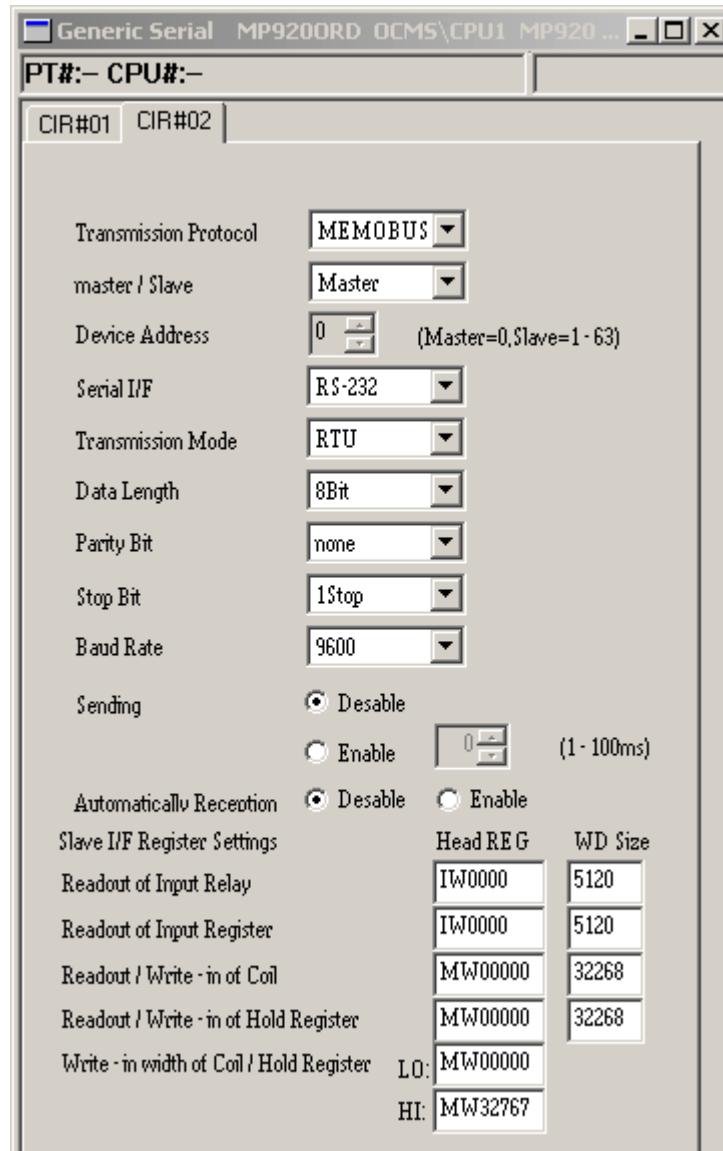 Generic Serial MP920ORD OCMS\CPU1 MP920 ...
PT#:– CPU#:–
CIR#01 CIR#02
Transmission Protocol MEMOBUS
master / Slave Master
Device Address 0 (Master=0,Slave=1 - 63)
Serial I/F RS-232
Transmission Mode RTU
Data Length 8Bit
Parity Bit none
Stop Bit 1Stop
Baud Rate 9600
Sending Desable
Enable 0 (1 - 100ms)
Automatically Reception Desable Enable
Slave I/F Register Settings Head REG WD Size
Readout of Input Relay IW0000 5120
Readout of Input Register IW0000 5120
Readout / Write - in of Coil MW00000 32268
Readout / Write - in of Hold Register MW00000 32268
Write - in width of Coil / Hold Register LO: MW00000
HI: MW32767